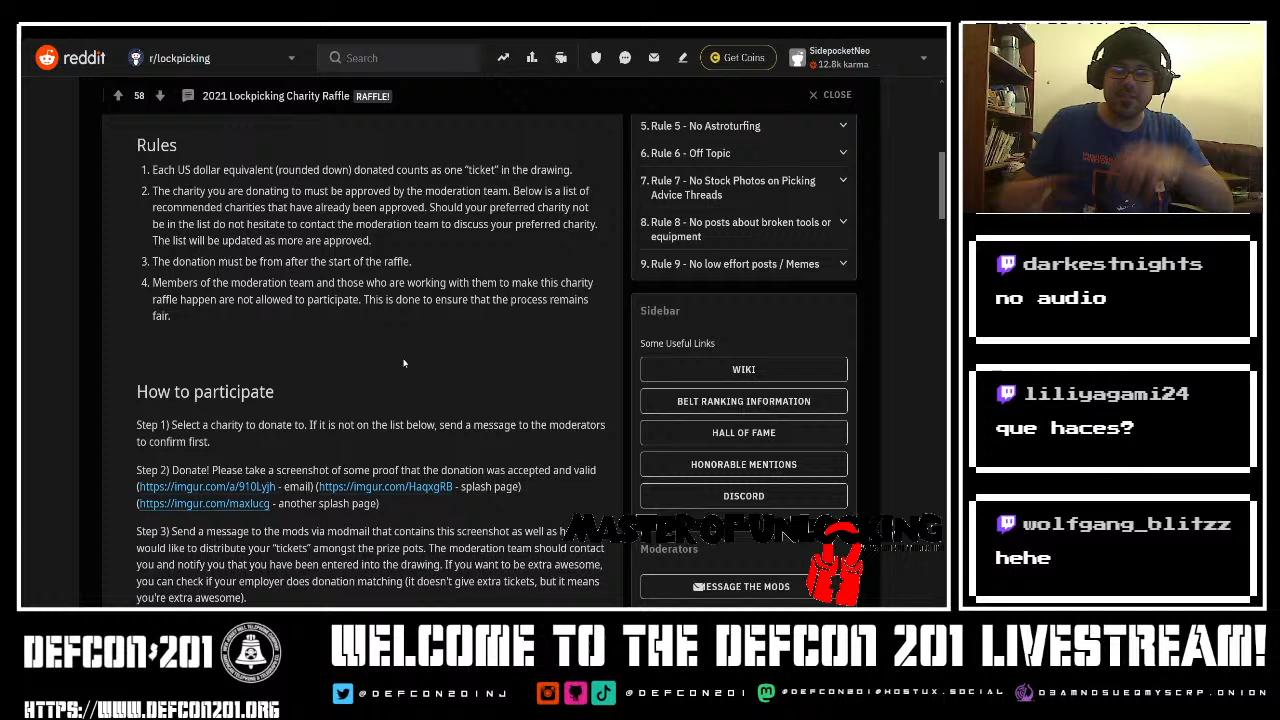 reddit
r/lockpicking
Search
Get Coins
SidepocketNeo
12.8k karma
58
2021 Lockpicking Charity Raffle RAFFLE!
CLOSE
Rules
1. Each US dollar equivalent (rounded down) donated counts as one “ticket” in the drawing.
2. The charity you are donating to must be approved by the moderation team. Below is a list of
recommended charities that have already been approved. Should your preferred charity not
be in the list do not hesitate to contact the moderation team to discuss your preferred charity.
The list will be updated as more are approved.
3. The donation must be from after the start of the raffle.
4. Members of the moderation team and those who are working with them to make this charity
raffle happen are not allowed to participate. This is done to ensure that the process remains
fair.
How to participate
Step 1) Select a charity to donate to. If it is not on the list below, send a message to the moderators
to confirm first.
Step 2) Donate! Please take a screenshot of some proof that the donation was accepted and valid
(https://imgur.com/a/910Lyjh - email) (https://imgur.com/HaqxgRB - splash page)
(https://imgur.com/maxIucg - another splash page)
Step 3) Send a message to the mods via modmail that contains this screenshot as well as
would like to distribute your “tickets” amongst the prize pots. The moderation team should contact
you and notify you that you have been entered into the drawing. If you want to be extra awesome,
you can check if your employer does donation matching (it doesn't give extra tickets, but it means
you're extra awesome).
5. Rule 5 - No Astroturfing
6. Rule 6 - Off Topic
7. Rule 7 - No Stock Photos on Picking
Advice Threads
8. Rule 8 - No posts about broken tools or
equipment
9. Rule 9 - No low effort posts / Memes
Sidebar
Some Useful Links
WIKI
BELT RANKING INFORMATION
HALL OF FAME
HONORABLE MENTIONS
DISCORD
MASTER OF UNLOCKING
Moderators
MESSAGE THE MODS
darkestnights
no audio
liliyagami24
que haces?
wolfgang_blitzz
hehe
DEFCON201
WELCOME TO THE DEFCON 201 LIVESTREAM!
HTTPS://WWW.DEFCON201.ORG
@DEFCON201NJ
@DEFCON201
@DEFCON201@HOSTUX.SOCIAL